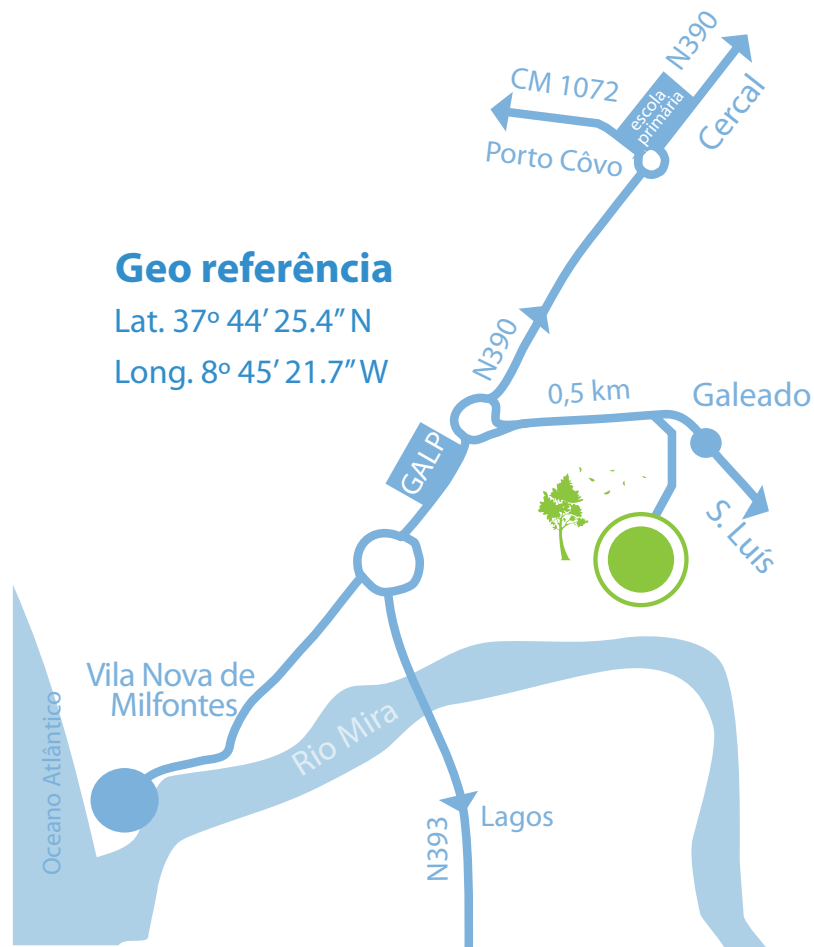 N390
CM 1072
escola
primária
Cercal
Porto Côvo
Geo referência
Lat. 37º 44’ 25.4” N
Long. 8º 45’ 21.7” W
N390
0,5 km
Galeado
GALP
S. Luís
Vila Nova de
Milfontes
Oceano Atlântico
Rio Mira
Lagos
N393